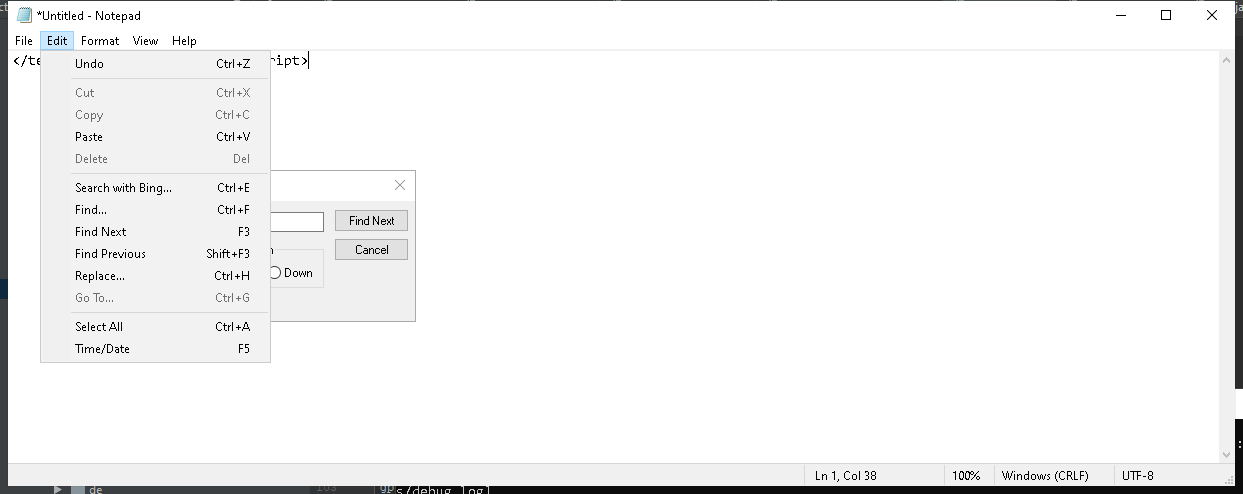 *Untitled - Notepad
File Edit Format View Help
</te ript>
Undo Ctrl+Z
Cut Ctrl+X
Copy Ctrl+C
Paste Ctrl+V
Delete Del
Search with Bing... Ctrl+E
Find... Ctrl+F
Find Next F3
Find Previous Shift+F3
Replace... Ctrl+H
Go To... Ctrl+G
Select All Ctrl+A
Time/Date F5
Find Next
Cancel
Down
Ln 1, Col 38 100% Windows (CRLF) UTF-8
de s/debug.log]